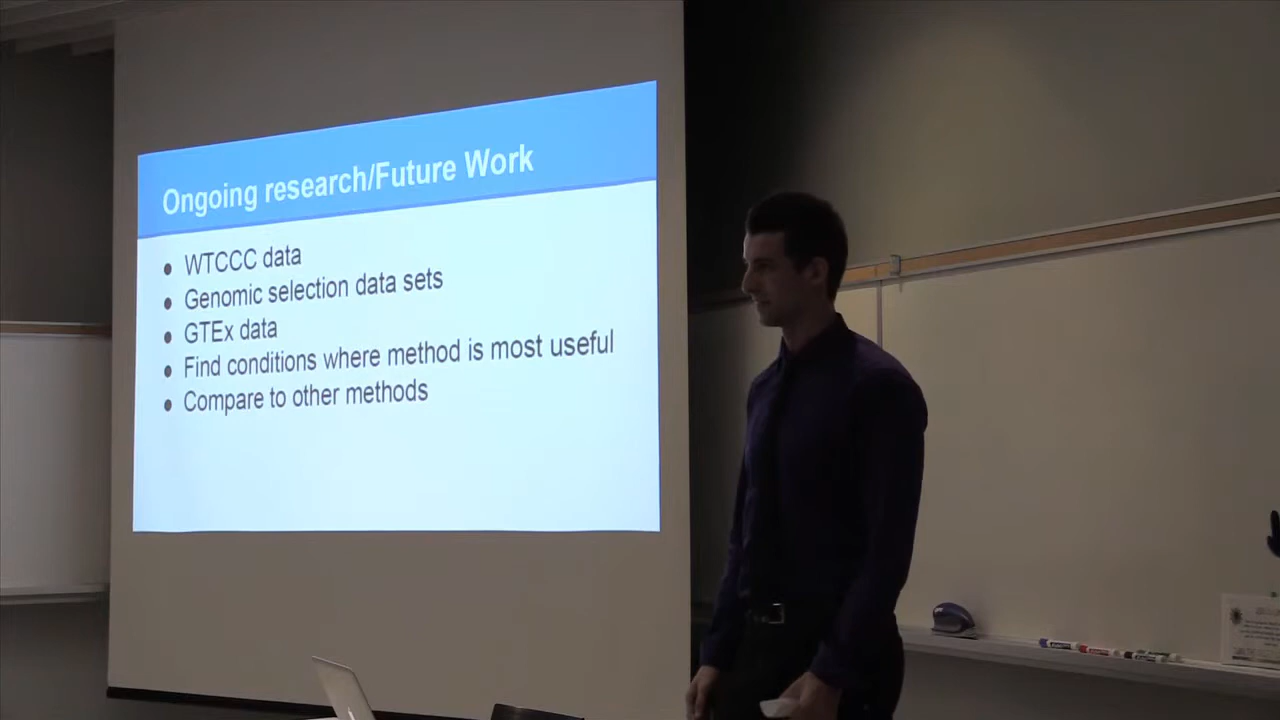 Ongoing research/Future Work
● WTCCC data
● Genomic selection data sets
● GTEx data
● Find conditions where method is most useful
● Compare to other methods